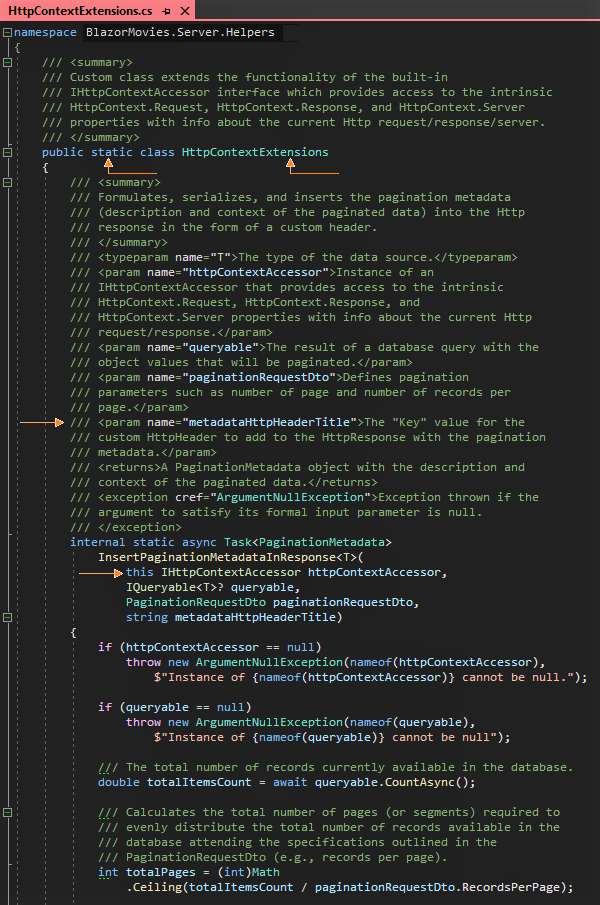 HttpContextExtensions.cs
namespace BlazorMovies.Server.Helpers
{
/// <summary>
/// Custom class extends the functionality of the built-in
/// IHttpContextAccessor interface which provides access to the intrinsic
/// HttpContext.Request, HttpContext.Response, and HttpContext.Server
/// properties with info about the current Http request/response/server.
/// </summary>
public static class HttpContextExtensions
{
/// <summary>
/// Formulates, serializes, and inserts the pagination metadata
/// (description and context of the paginated data) into the Http
/// response in the form of a custom header.
/// </summary>
/// <typeparam name="T">The type of the data source.</typeparam>
/// <param name="httpContextAccessor">Instance of an
/// IHttpContextAccessor that provides access to the intrinsic
/// HttpContext.Request, HttpContext.Response, and
/// HttpContext.Server properties with info about the current Http
/// request/response.</param>
/// <param name="queryable">The result of a database query with the
/// object values that will be paginated.</param>
/// <param name="paginationRequestDto">Defines pagination
/// parameters such as number of page and number of records per
/// page.</param>
/// <param name="metadataHttpHeaderTitle">The "Key" value for the
/// custom HttpHeader to add to the HttpResponse with the pagination
/// metadata.</param>
/// <returns>A PaginationMetadata object with the description and
/// context of the paginated data.</returns>
/// <exception cref="ArgumentNullException">Exception thrown if the
/// argument to satisfy its formal input parameter is null.
/// </exception>
internal static async Task<PaginationMetadata>
InsertPaginationMetadataInResponse<T>(
this IHttpContextAccessor httpContextAccessor,
IQueryable<T>? queryable,
PaginationRequestDto paginationRequestDto,
string metadataHttpHeaderTitle)
{
if (httpContextAccessor == null)
throw new ArgumentNullException(nameof(httpContextAccessor),
$"Instance of {nameof(httpContextAccessor)} cannot be null.");
if (queryable == null)
throw new ArgumentNullException(nameof(queryable),
$"Instance of {nameof(queryable)} cannot be null");
/// The total number of records currently available in the database.
double totalItemsCount = await queryable.CountAsync();
/// Calculates the total number of pages (or segments) required to
/// evenly distribute the total number of records available in the
/// database attending the specifications outlined in the
/// PaginationRequestDto (e.g., records per page).
int totalPages = (int)Math
.Ceiling(totalItemsCount / paginationRequestDto.RecordsPerPage);